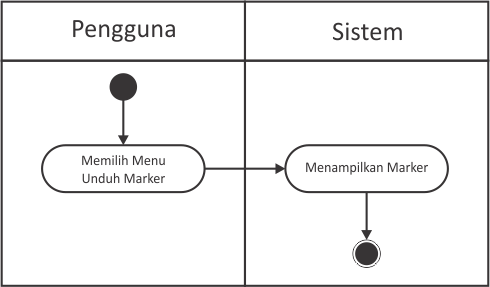 Pengguna
Sistem
Memilih Menu
Unduh Marker
Menampilkan Marker